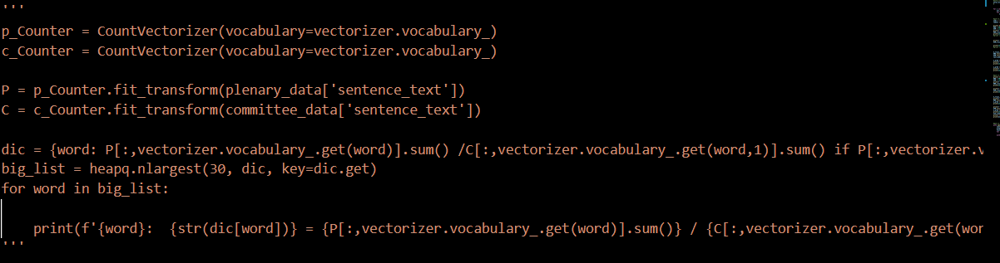 '''
p_Counter = CountVectorizer(vocabulary=vectorizer.vocabulary_)
c_Counter = CountVectorizer(vocabulary=vectorizer.vocabulary_)
P = p_Counter.fit_transform(plenary_data['sentence_text'])
C = c_Counter.fit_transform(committee_data['sentence_text'])
dic = {word: P[:,vectorizer.vocabulary_.get(word)].sum() /C[:,vectorizer.vocabulary_.get(word,1)].sum() if P[:,vectorizer.v
big_list = heapq.nlargest(30, dic, key=dic.get)
for word in big_list:
    print(f'{word}:  {str(dic[word])} = {P[:,vectorizer.vocabulary_.get(word)].sum()} / {C[:,vectorizer.vocabulary_.get(wor
'''